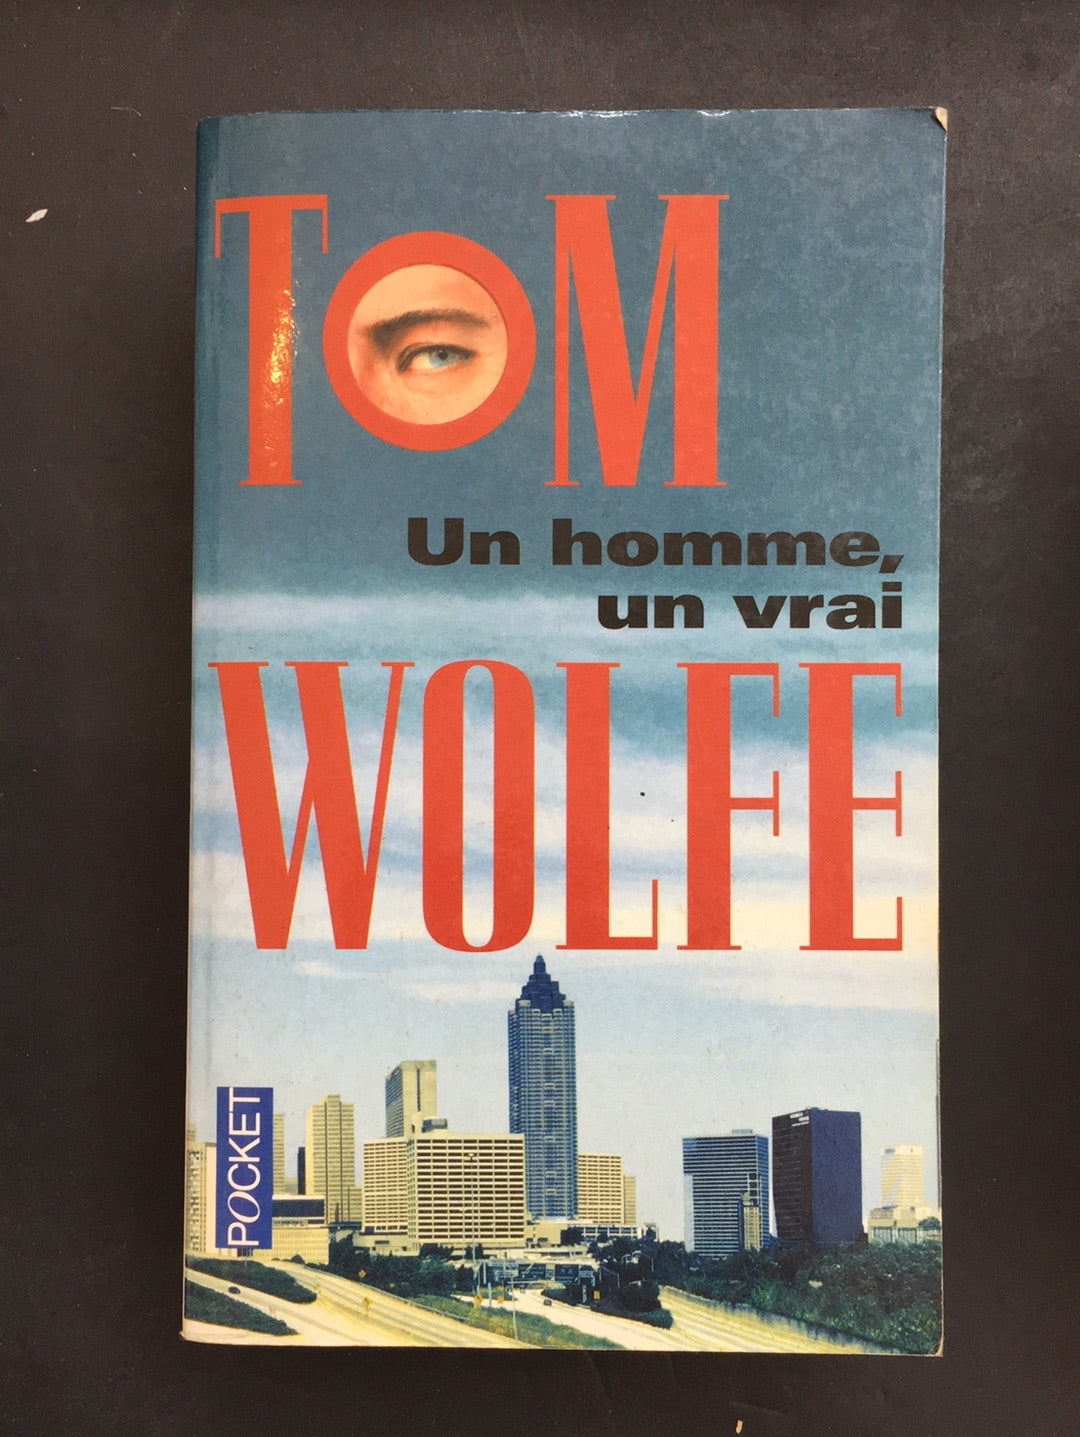 TOM
Un homme,
un vrai
WOLFE
POCKET